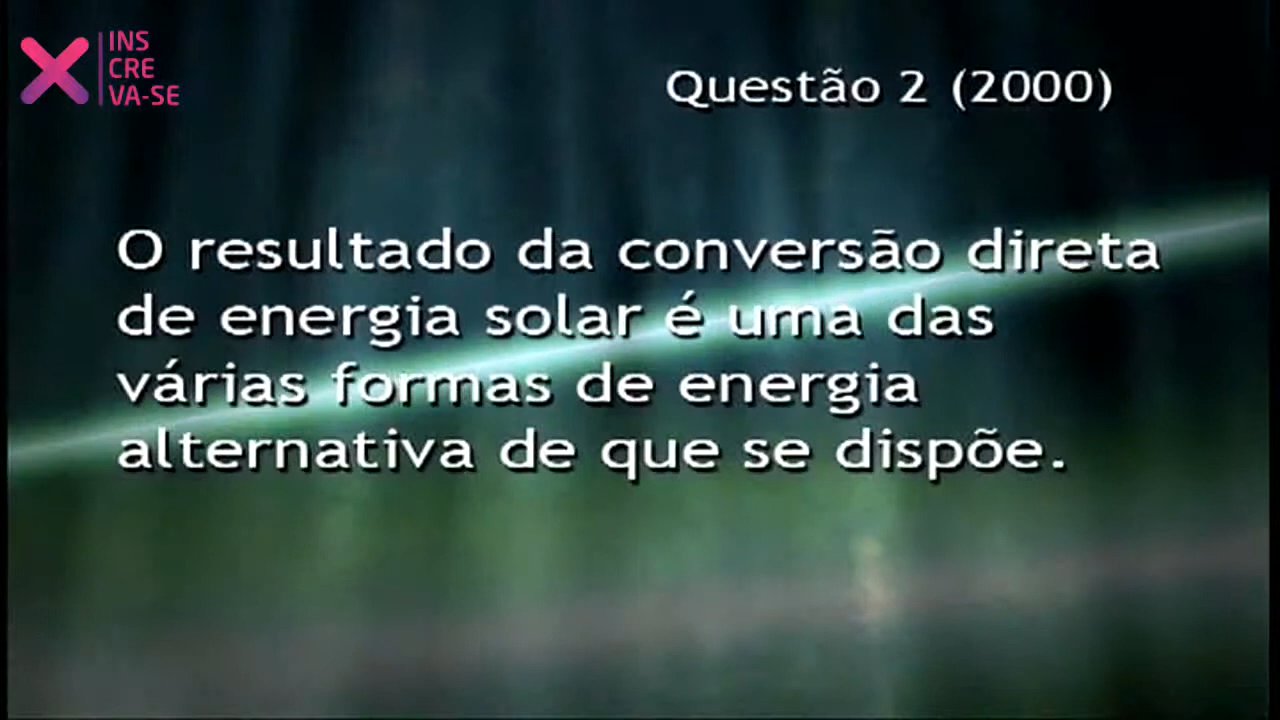 INS
CRE
VA-SE
Questão 2 (2000)
O resultado da conversão direta
de energia solar é uma das
várias formas de energia
alternativa de que se dispõe.